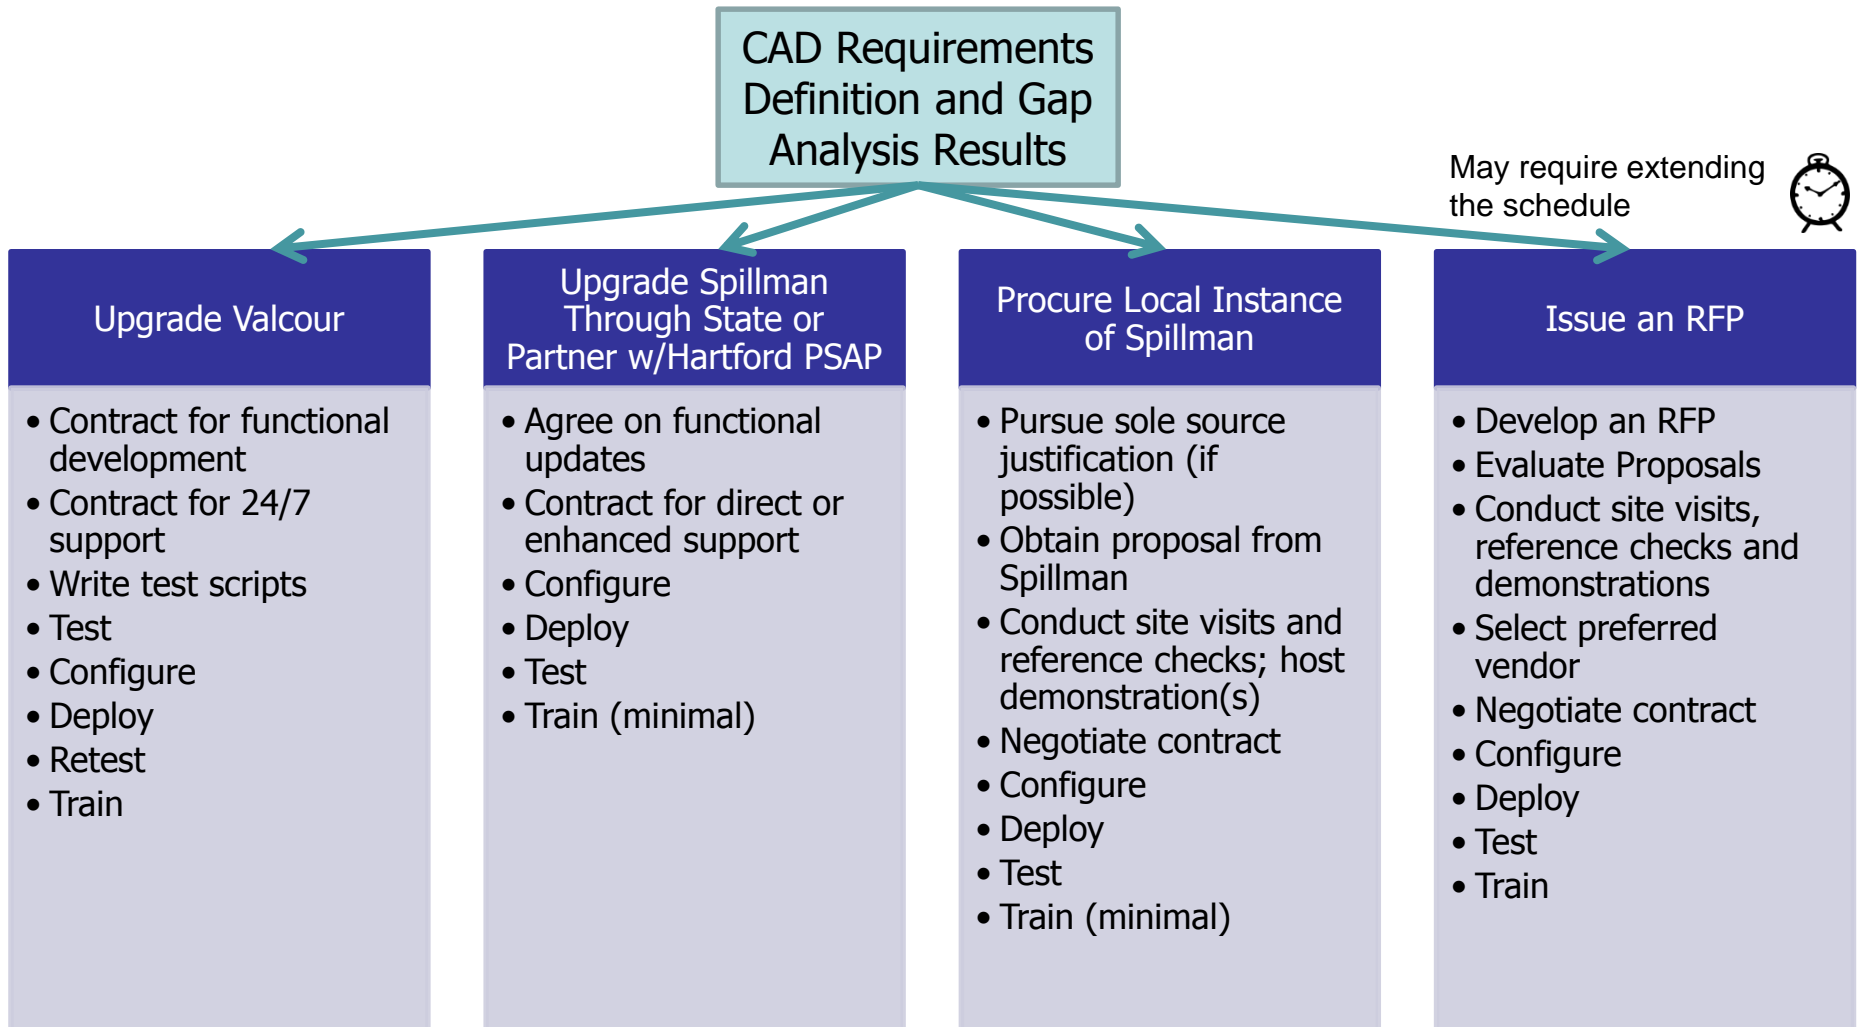 CAD Requirements
Definition and Gap
Analysis Results
May require extending
the schedule
Upgrade Valcour
• Contract for functional
development
• Contract for 24/7
support
• Write test scripts
• Test
• Configure
• Deploy
• Retest
• Train
Upgrade Spillman
Through State or
Partner w/Hartford PSAP
• Agree on functional
updates
• Contract for direct or
enhanced support
• Configure
• Deploy
• Test
• Train (minimal)
Procure Local Instance
of Spillman
• Pursue sole source
justification (if
possible)
• Obtain proposal from
Spillman
• Conduct site visits and
reference checks; host
demonstration(s)
• Negotiate contract
• Configure
• Deploy
• Test
• Train (minimal)
Issue an RFP
• Develop an RFP
• Evaluate Proposals
• Conduct site visits,
reference checks and
demonstrations
• Select preferred
vendor
• Negotiate contract
• Configure
• Deploy
• Test
• Train